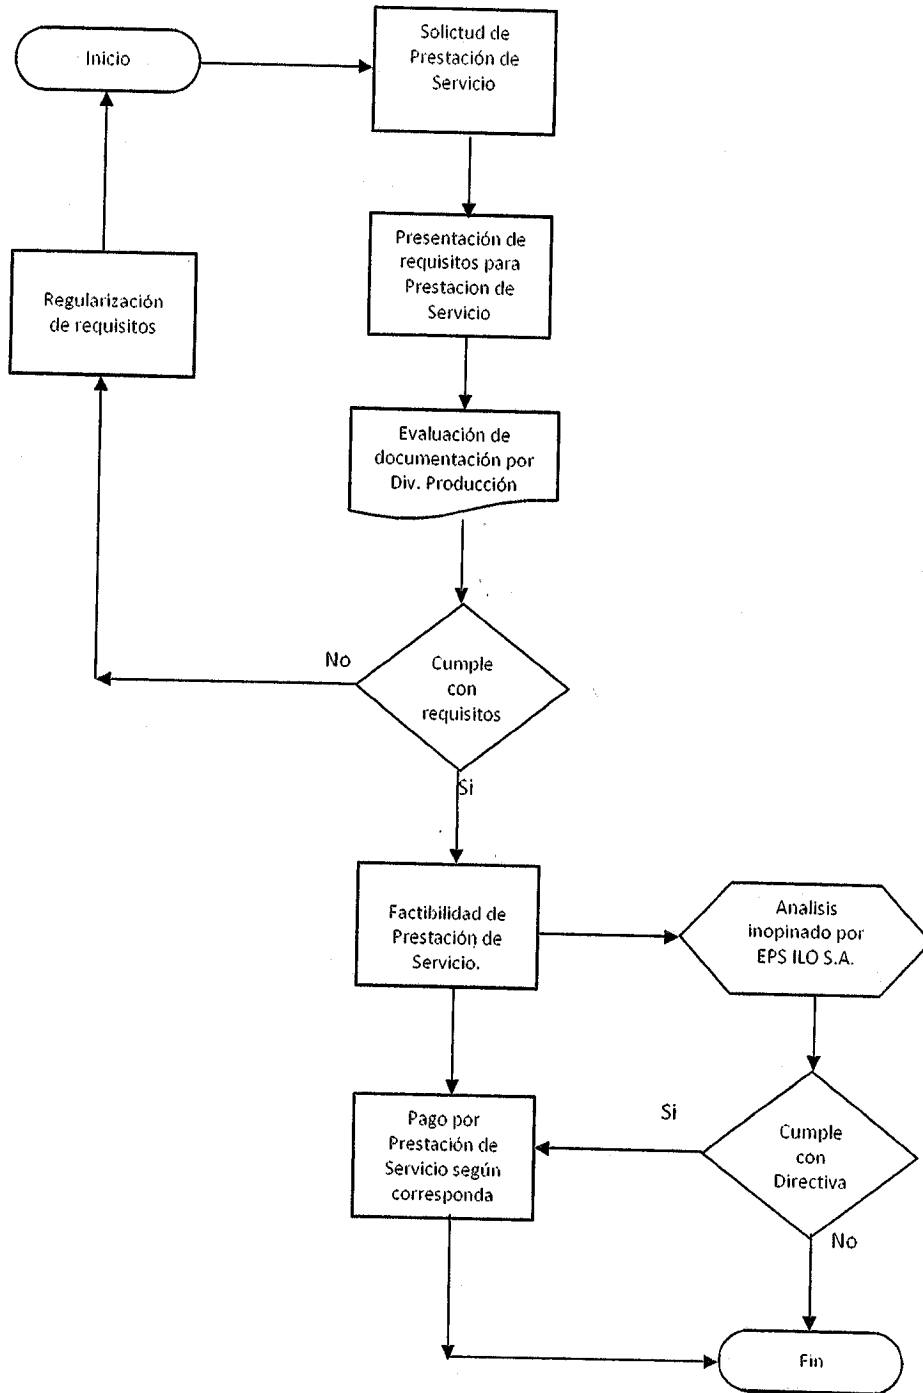 Inicio
Solictud de
Prestación de
Servicio
Presentación de
requisitos para
Prestacion de
Servicio
Regularización
de requisitos
Evaluación de
documentación por
Div. Producción
No
Cumple
con
requisitos
Si
Factibilidad de
Prestación de
Servicio.
Analisis
inopinado por
EPS ILO S.A.
Pago por
Prestación de
Servicio según
corresponda
Si
Cumple
con
Directiva
No
Fin